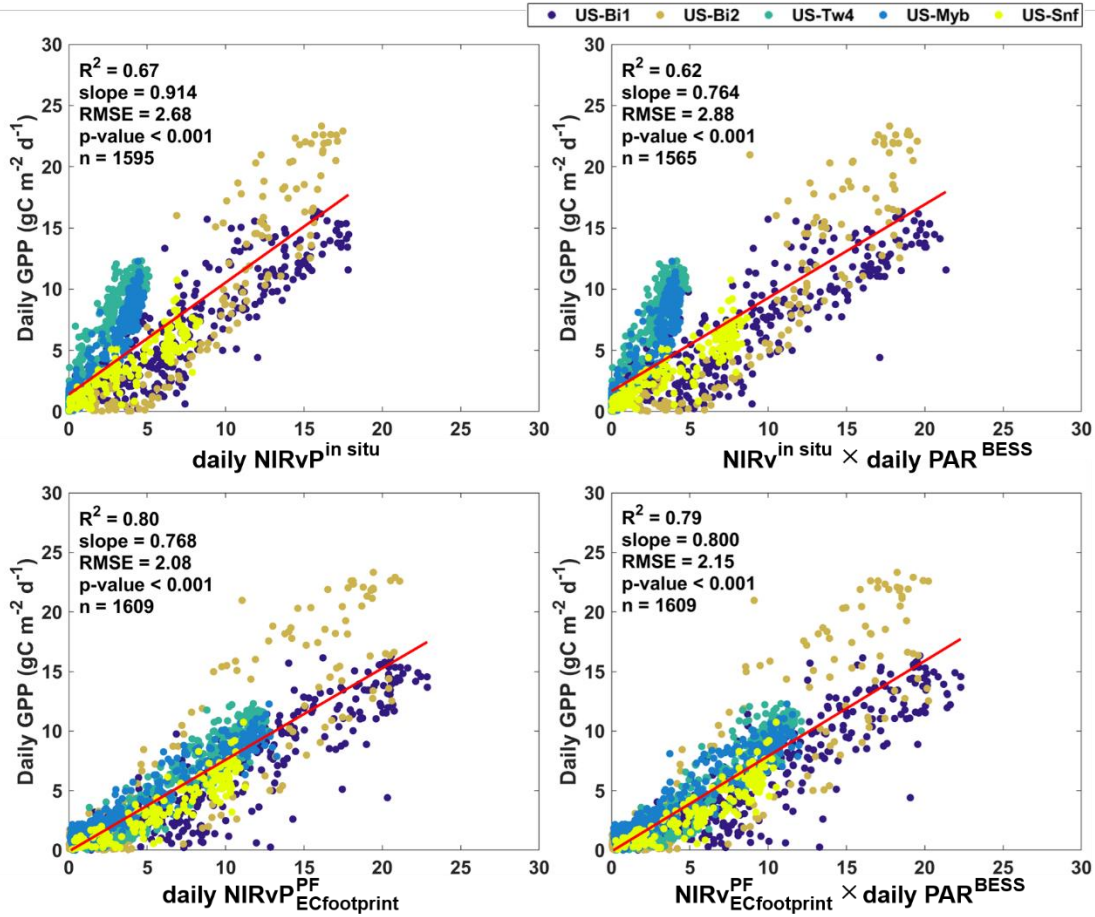 US-Bi1 US-Bi2 US-Tw4 US-Myb US-Snf
30
25
20
15
10
5
0
Daily GPP (gC m⁻² d⁻¹)
R² = 0.67
slope = 0.914
RMSE = 2.68
p-value < 0.001
n = 1595
0 5 10 15 20 25 30
daily NIRvP^in situ
30
25
20
15
10
5
0
Daily GPP (gC m⁻² d⁻¹)
R² = 0.62
slope = 0.764
RMSE = 2.88
p-value < 0.001
n = 1565
0 5 10 15 20 25 30
NIRv^in situ × daily PAR^BESS
30
25
20
15
10
5
0
Daily GPP (gC m⁻² d⁻¹)
R² = 0.80
slope = 0.768
RMSE = 2.08
p-value < 0.001
n = 1609
0 5 10 15 20 25 30
daily NIRvP^PF_ECfootprint
30
25
20
15
10
5
0
Daily GPP (gC m⁻² d⁻¹)
R² = 0.79
slope = 0.800
RMSE = 2.15
p-value < 0.001
n = 1609
0 5 10 15 20 25 30
NIRv^PF_ECfootprint × daily PAR^BESS